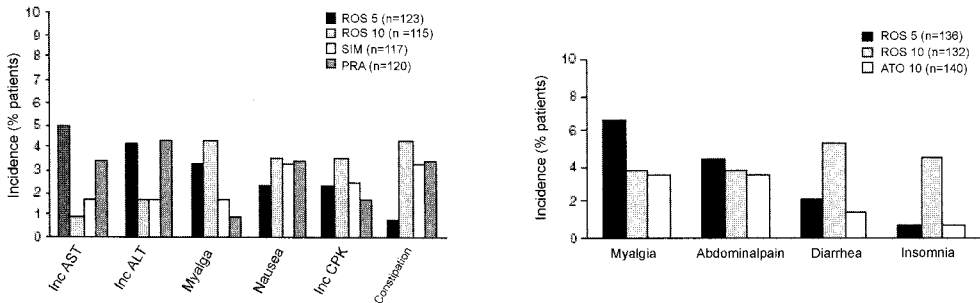 10
9
8
7
6
5
4
3
2
1
0
Incidence (% patients)
ROS 5 (n=123)
ROS 10 (n =115)
SIM (n=117)
PRA (n=120)
Inc AST
Inc ALT
Myalga
Nausea
Inc CPK
Constipation
10
8
6
4
.2
0
Incidence (% patients)
ROS 5 (n=136)
ROS 10 (n=132)
ATO 10 (n=140)
Myalgia
Abdominalpain
Diarrhea
Insomnia